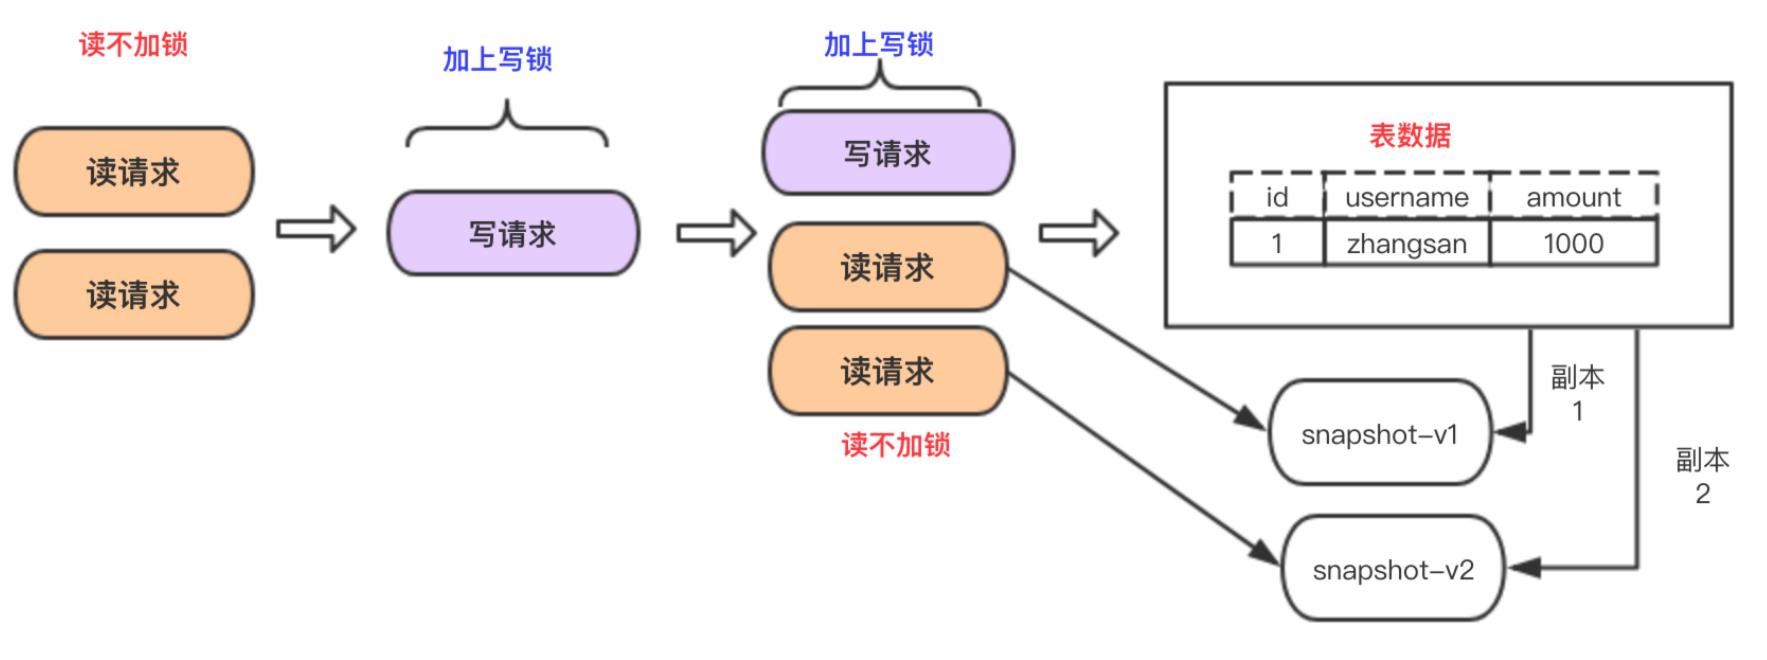 读不加锁
读请求
读请求
加上写锁
写请求
加上写锁
写请求
读请求
读请求
读不加锁
表数据
id username amount
1 zhangsan 1000
副本
1
snapshot-v1
副本
2
snapshot-v2